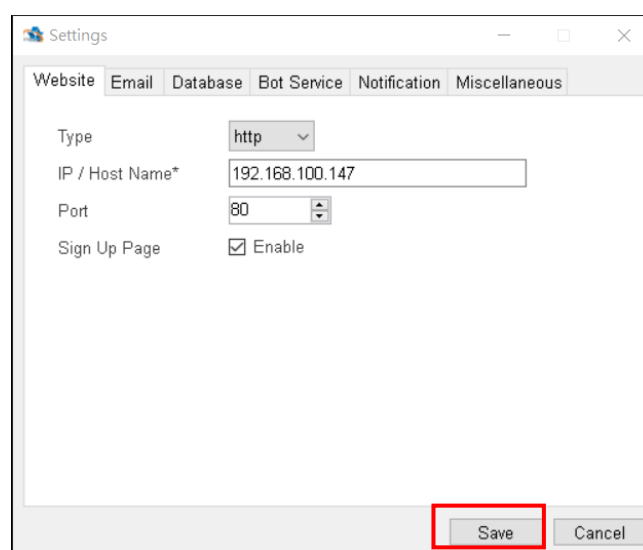 Settings
Website Email Database Bot Service Notification Miscellaneous
Type http
IP / Host Name* 192.168.100.147
Port 80
Sign Up Page Enable
Save Cancel